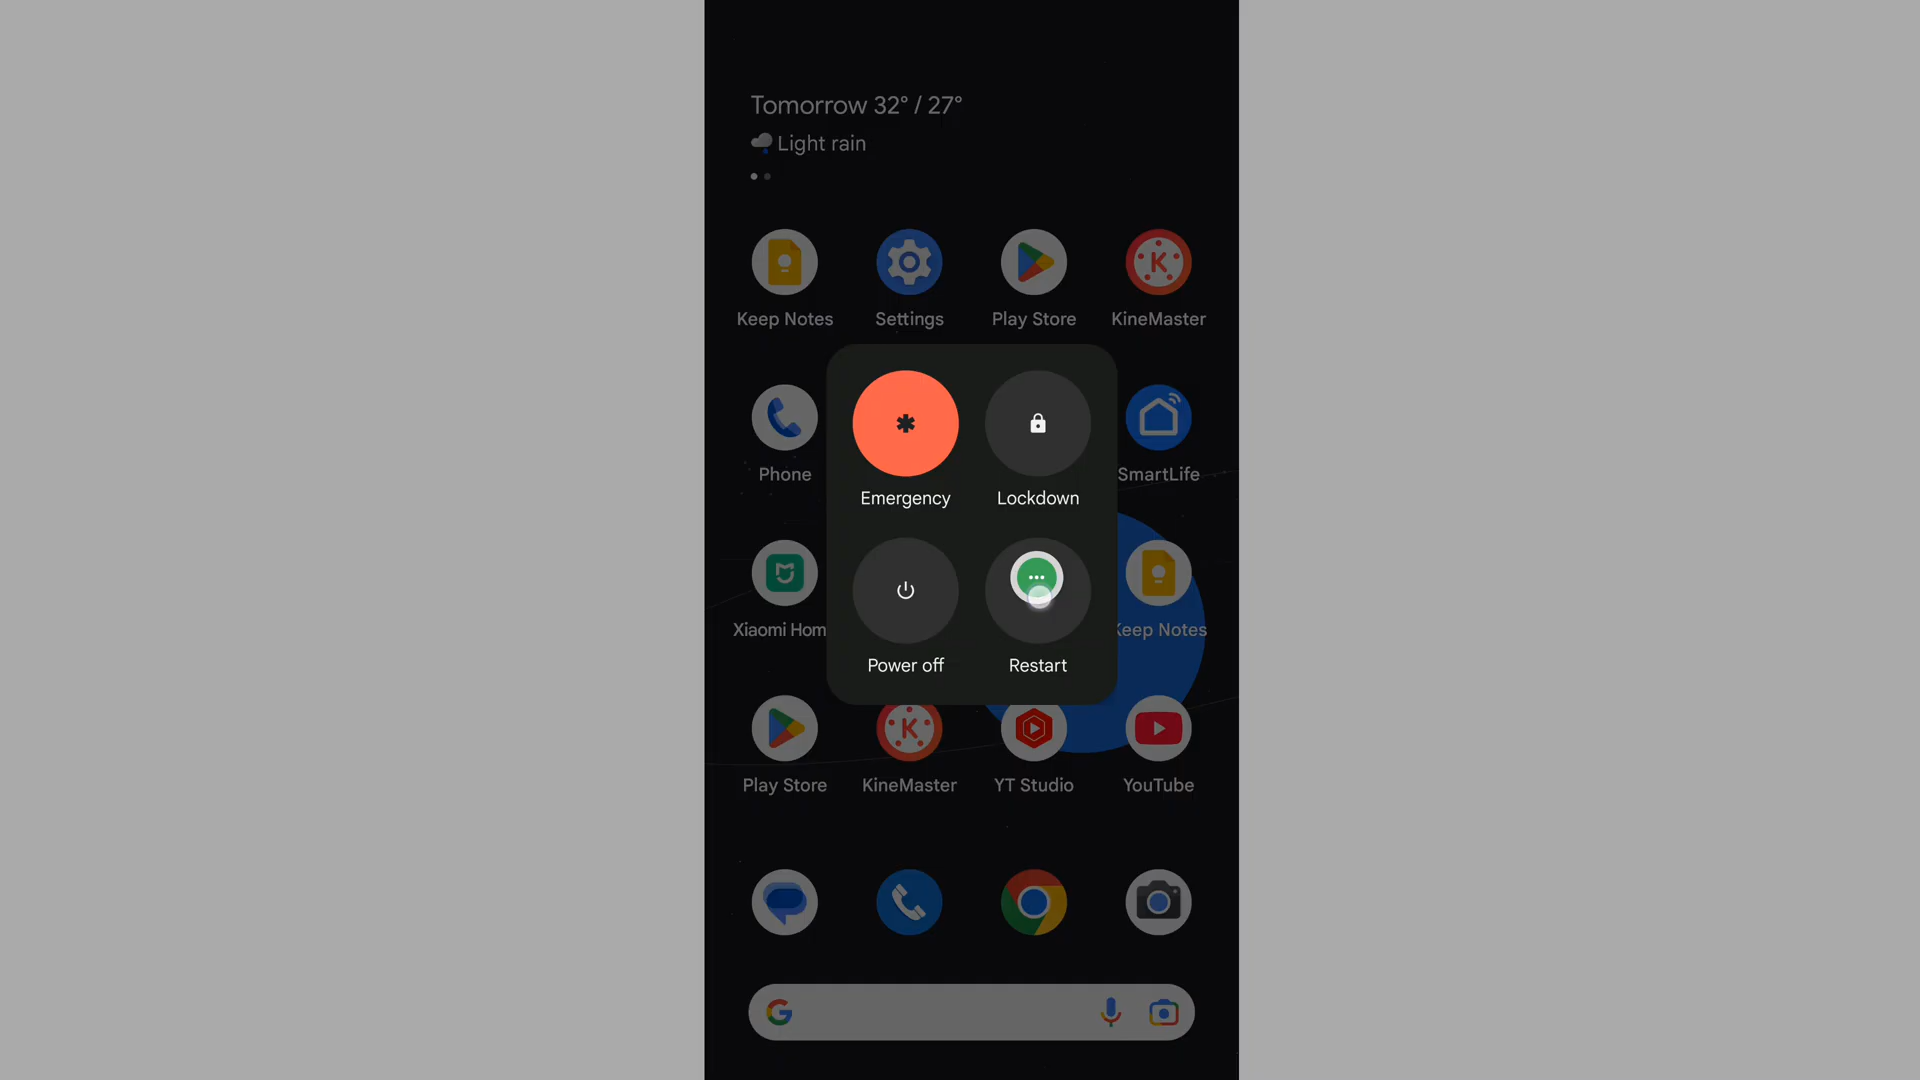 Tomorrow 32° / 27°
Light rain
Keep Notes
Settings
Play Store
KineMaster
Phone
SmartLife
Emergency
Lockdown
Xiaomi Hom
Keep Notes
Power off
Restart
Play Store
KineMaster
YT Studio
YouTube